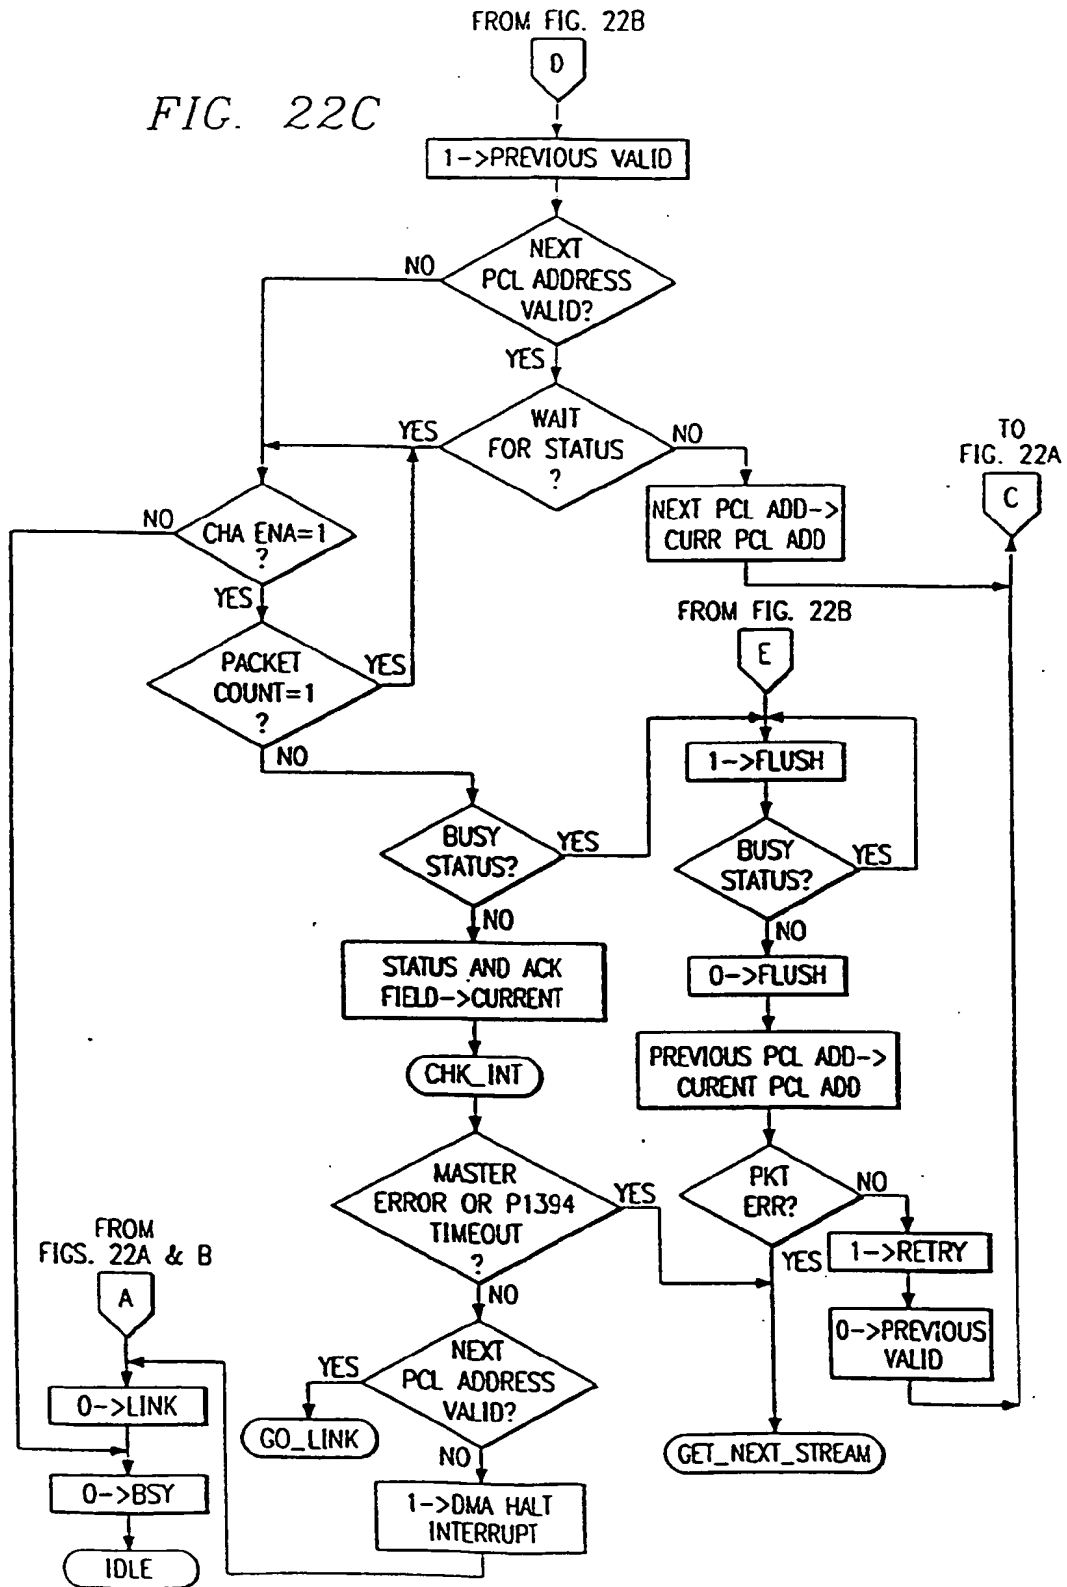 FROM FIG. 22B
D
FIG. 22C
1->PREVIOUS VALID
NEXT
PCL ADDRESS
VALID?
NO
YES
WAIT
FOR STATUS
?
YES
NO
NEXT PCL ADD->
CURR PCL ADD
TO
FIG. 22A
C
CHA ENA=1
?
NO
YES
PACKET
COUNT=1
?
YES
NO
FROM FIG. 22B
E
1->FLUSH
BUSY
STATUS?
YES
NO
BUSY
STATUS?
YES
NO
STATUS AND ACK
FIELD->CURRENT
0->FLUSH
CHK_INT
PREVIOUS PCL ADD->
CURENT PCL ADD
MASTER
ERROR OR P1394
TIMEOUT
?
YES
NO
PKT
ERR?
NO
YES
1->RETRY
0->PREVIOUS
VALID
FROM
FIGS. 22A & B
A
0->LINK
0->BSY
IDLE
NEXT
PCL ADDRESS
VALID?
YES
NO
GO_LINK
GET_NEXT_STREAM
1->DMA HALT
INTERRUPT